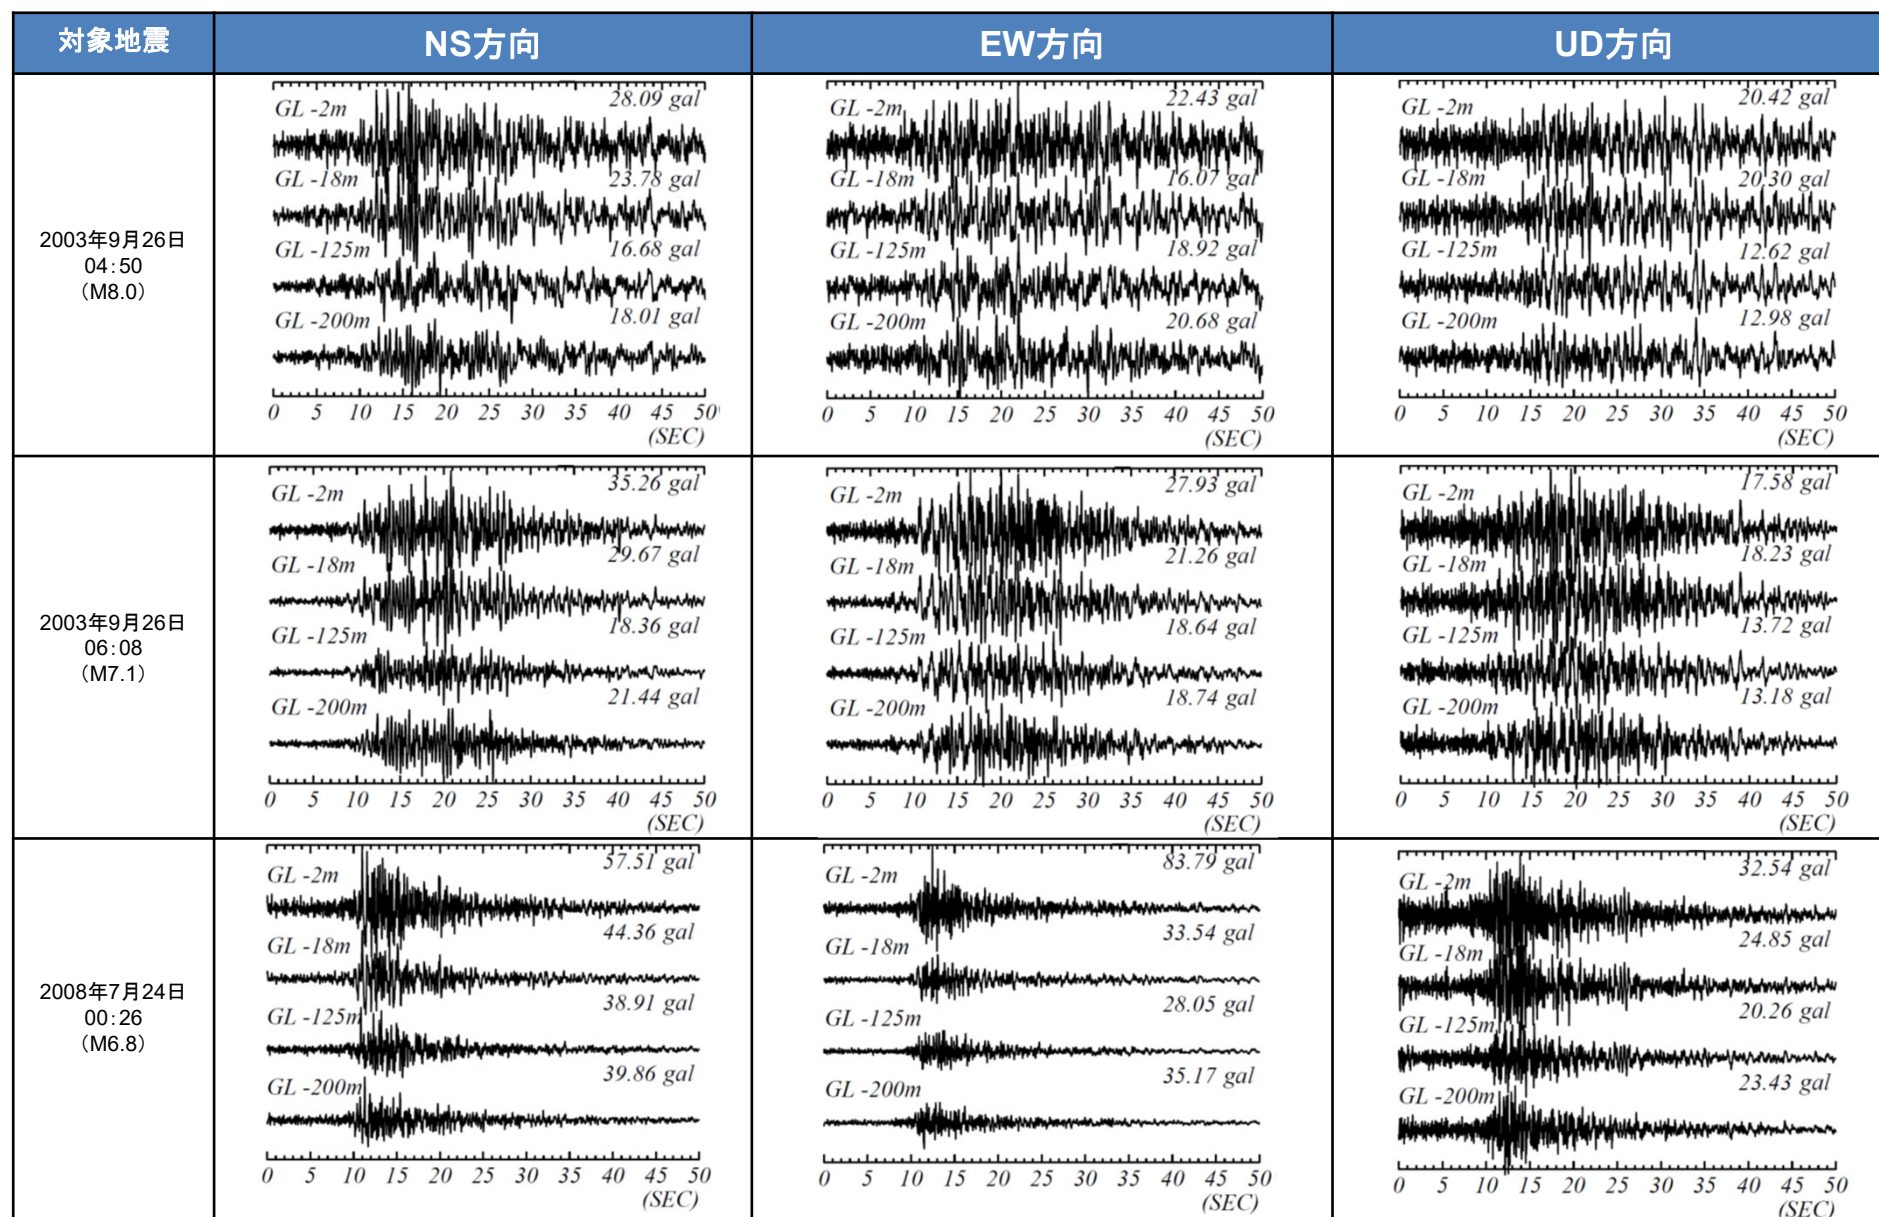 対象地震
NS方向
EW方向
UD方向
2003年9月26日
04:50
（M8.0）
GL -2m
28.09 gal
GL -18m
23.78 gal
GL -125m
16.68 gal
GL -200m
18.01 gal
0 5 10 15 20 25 30 35 40 45 50
(SEC)
GL -2m
22.43 gal
GL -18m
16.07 gal
GL -125m
18.92 gal
GL -200m
20.68 gal
0 5 10 15 20 25 30 35 40 45 50
(SEC)
GL -2m
20.42 gal
GL -18m
20.30 gal
GL -125m
12.62 gal
GL -200m
12.98 gal
0 5 10 15 20 25 30 35 40 45 50
(SEC)
2003年9月26日
06:08
（M7.1）
GL -2m
35.26 gal
GL -18m
29.67 gal
GL -125m
18.36 gal
GL -200m
21.44 gal
0 5 10 15 20 25 30 35 40 45 50
(SEC)
GL -2m
27.93 gal
GL -18m
21.26 gal
GL -125m
18.64 gal
GL -200m
18.74 gal
0 5 10 15 20 25 30 35 40 45 50
(SEC)
GL -2m
17.58 gal
GL -18m
18.23 gal
GL -125m
13.72 gal
GL -200m
13.18 gal
0 5 10 15 20 25 30 35 40 45 50
(SEC)
2008年7月24日
00:26
（M6.8）
GL -2m
57.51 gal
GL -18m
44.36 gal
GL -125m
38.91 gal
GL -200m
39.86 gal
0 5 10 15 20 25 30 35 40 45 50
(SEC)
GL -2m
83.79 gal
GL -18m
33.54 gal
GL -125m
28.05 gal
GL -200m
35.17 gal
0 5 10 15 20 25 30 35 40 45 50
(SEC)
GL -2m
32.54 gal
GL -18m
24.85 gal
GL -125m
20.26 gal
GL -200m
23.43 gal
0 5 10 15 20 25 30 35 40 45 50
(SEC)